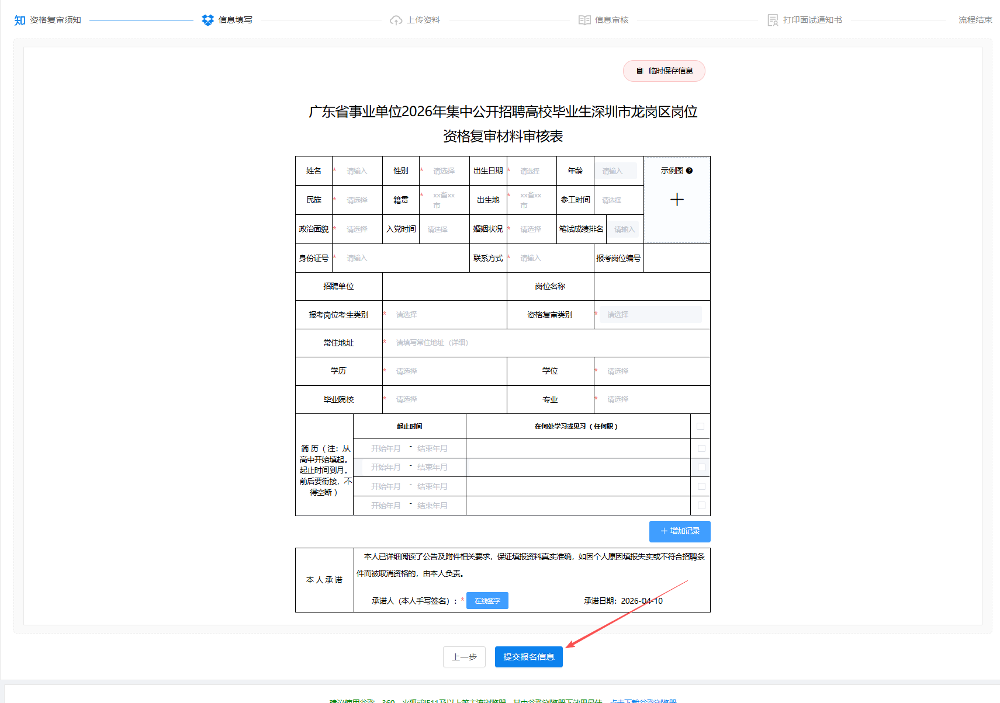 知 资格复审须知 信息填写 上传资料 信息审核 打印面试通知书 流程结束
临时保存信息
广东省事业单位2026年集中公开招聘高校毕业生深圳市龙岗区岗位
资格复审材料审核表
姓名 * 请输入 性别 * 请选择 出生日期 * 请选择 年龄 请输入 示例图
民族 * 请选择 籍贯 * xx省xx市 出生地 * xx省xx市 参工时间 请选择
政治面貌 * 请选择 入党时间 请选择 婚姻状况 * 请选择 笔试成绩排名 请输入
身份证号 * 请输入 联系方式 * 请输入 报考岗位编号
招聘单位 岗位名称
报考岗位考生类别 * 请选择 资格复审类别 * 请选择
常住地址 * 请填写常住地址（详细）
学历 * 请选择 学位 * 请选择
毕业院校 * 请选择 专业 * 请选择
起止时间 在何处学习或见习（任何职）
简 历（注：从
高中开始填起，
起止时间到月，
前后要衔接，不
得空断 ）
开始年月 - 结束年月
开始年月 - 结束年月
开始年月 - 结束年月
开始年月 - 结束年月
增加记录
本 人 承 诺
本人已详细阅读了公告及附件相关要求，保证填报资料真实准确，如因个人原因填报失实或不符合招聘条
件而被取消资格的，由本人负责。
承诺人（本人手写签名）： * 在线签字 承诺日期：2026-04-10
上一步 提交报名信息
建议使用谷歌、360、火狐或IE11及以上等主流浏览器，其中谷歌浏览器下效果最佳，点击下载谷歌浏览器